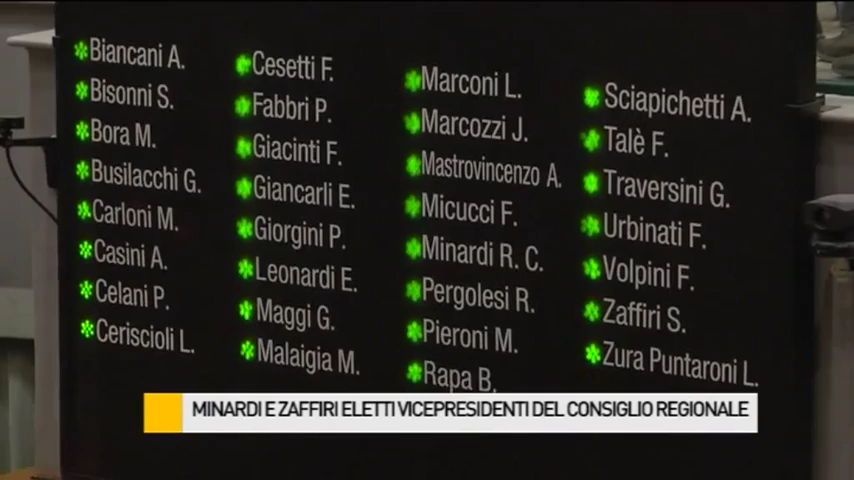 Biancani A.
Bisonni S.
Bora M.
Busilacchi G.
Carloni M.
Casini A.
Celani P.
Ceriscioli L.
Cesetti F.
Fabbri P.
Giacinti F.
Giancarli E.
Giorgini P.
Leonardi E.
Maggi G.
Malaigia M.
Marconi L.
Marcozzi J.
Mastrovincenzo A.
Micucci F.
Minardi R. C.
Pergolesi R.
Pieroni M.
Rapa B.
Sciapichetti A.
Talè F.
Traversini G.
Urbinati F.
Volpini F.
Zaffiri S.
Zura Puntaroni L.
MINARDI E ZAFFIRI ELETTI VICEPRESIDENTI DEL CONSIGLIO REGIONALE